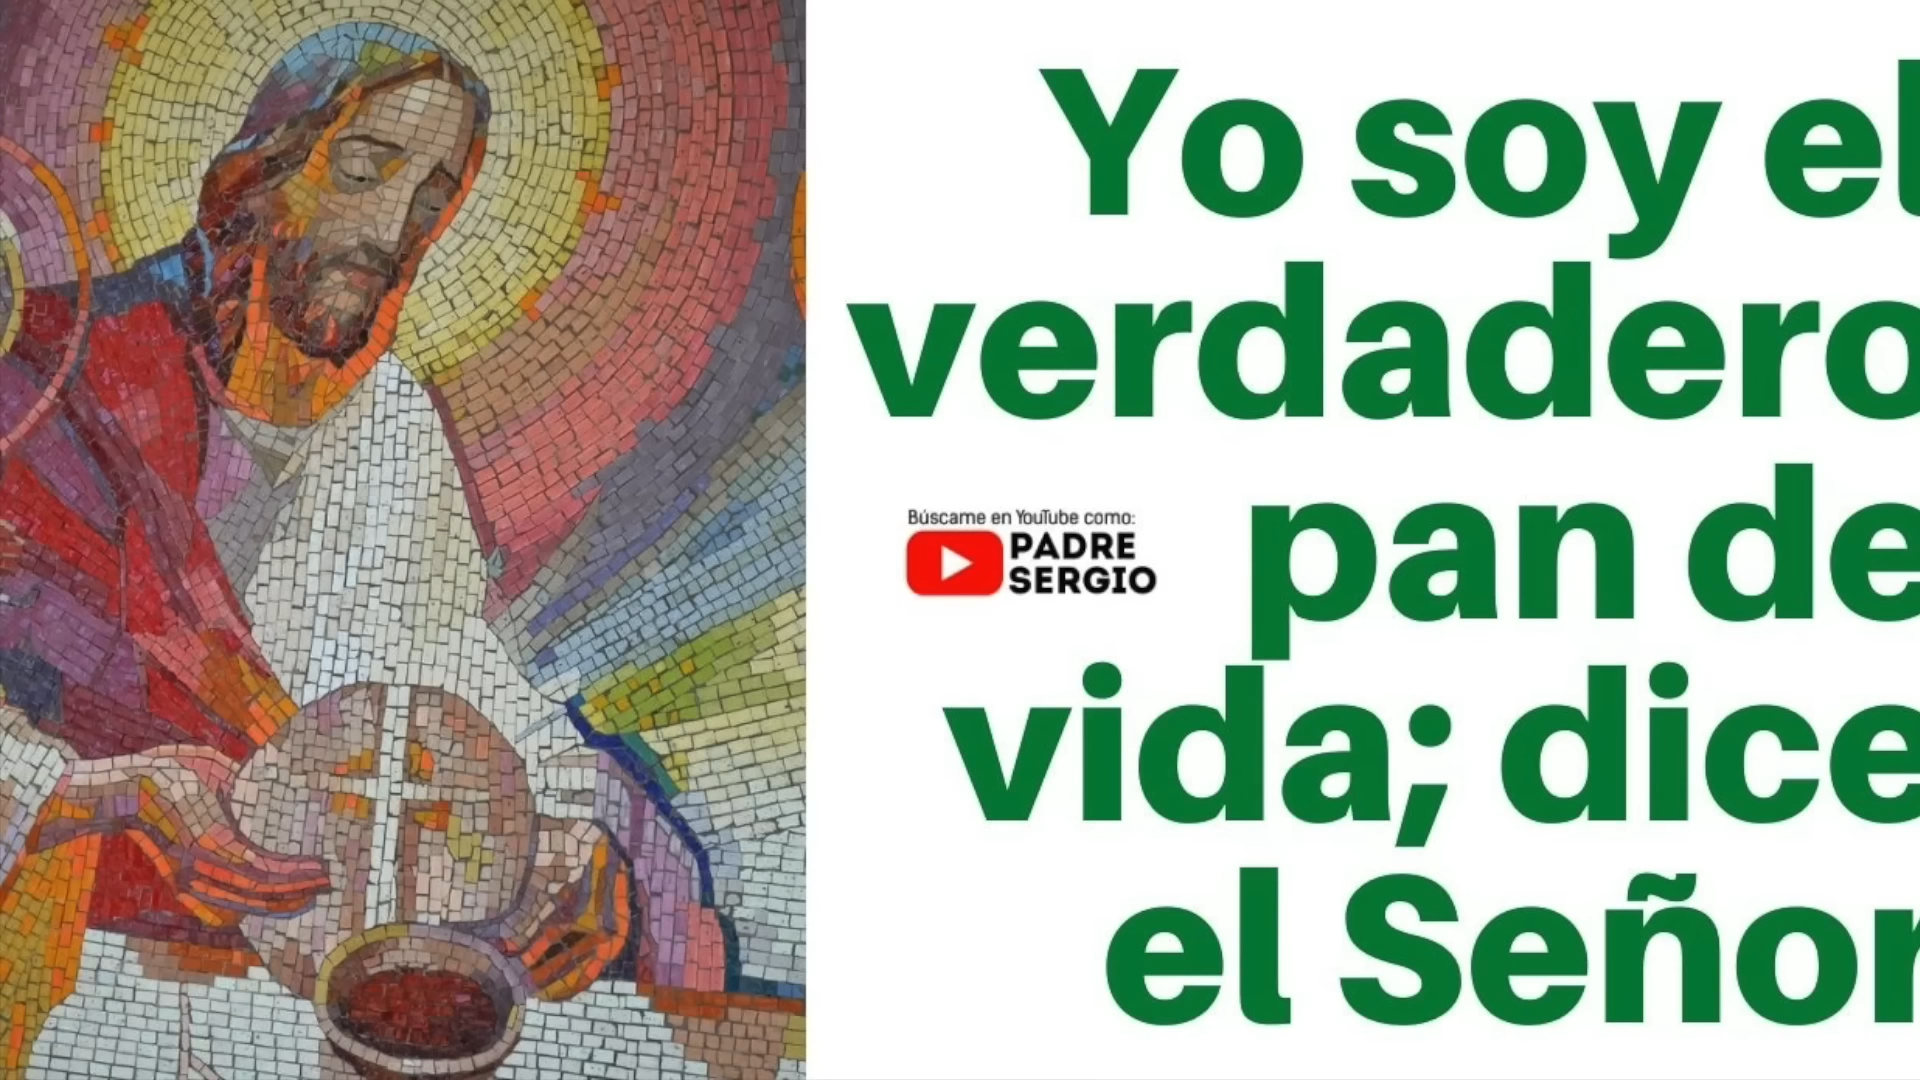 Yo soy el
verdadero
Búscame en YouTube como:
PADRE
SERGIO
pan de
vida; dice
el Señor